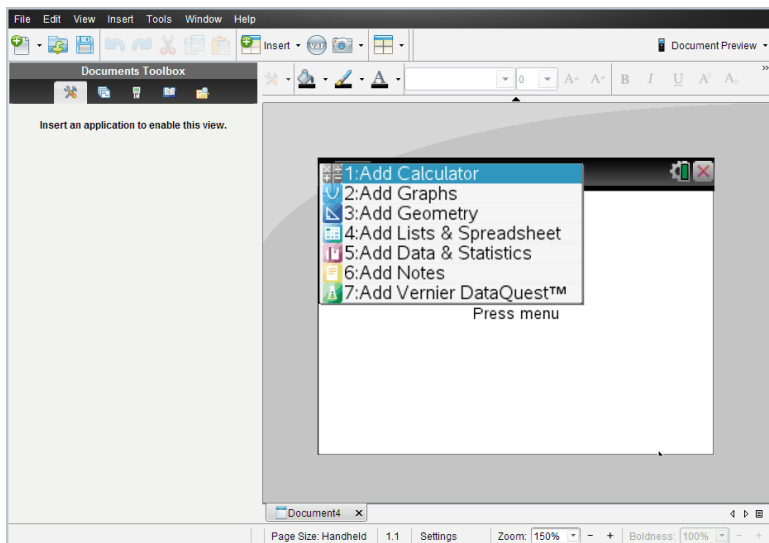 File Edit View Insert Tools Window Help
Insert var Document Preview
Documents Toolbox
0 A- A+ B I U Aˣ Aₓ »
Insert an application to enable this view.
1:Add Calculator
2:Add Graphs
3:Add Geometry
4:Add Lists & Spreadsheet
5:Add Data & Statistics
6:Add Notes
7:Add Vernier DataQuest™
Press menu
Document4
Page Size: Handheld 1.1 Settings Zoom: 150% - + Boldness: 100% - +